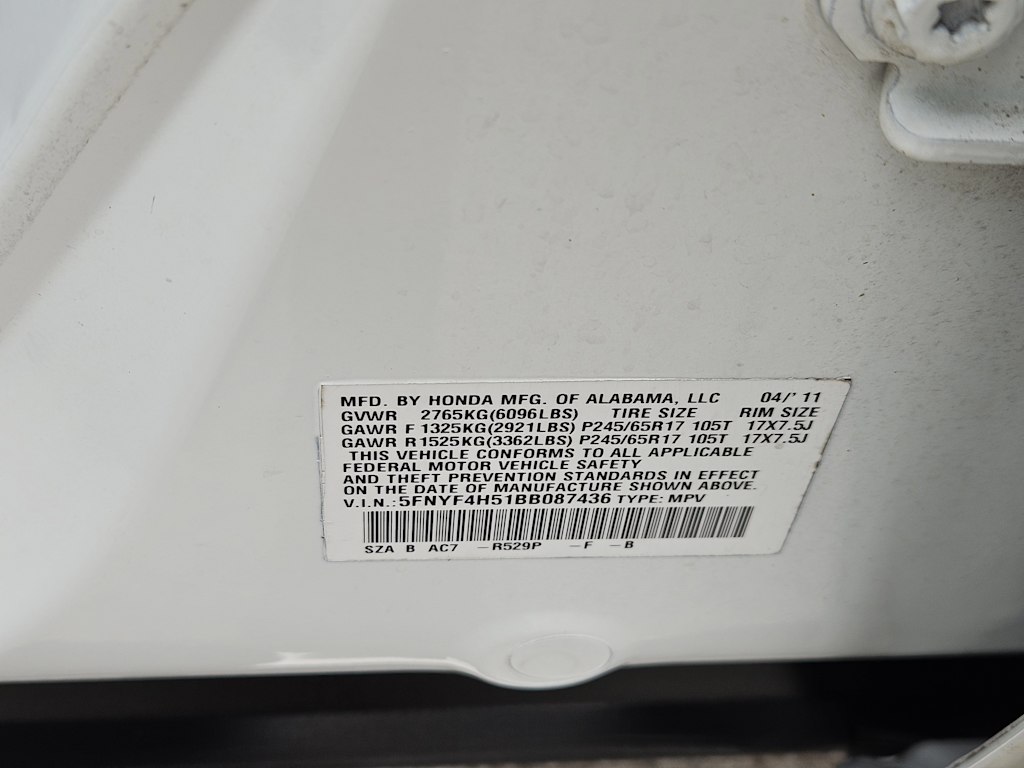 MFD. BY HONDA MFG. OF ALABAMA, LLC 04/'11
GVWR 2765KG(6096LBS) TIRE SIZE RIM SIZE
GAWR F 1325KG(2921LBS) P245/65R17 105T 17X7.5J
GAWR R 1525KG(3362LBS) P245/65R17 105T 17X7.5J
THIS VEHICLE CONFORMS TO ALL APPLICABLE
FEDERAL MOTOR VEHICLE SAFETY
AND THEFT PREVENTION STANDARDS IN EFFECT
ON THE DATE OF MANUFACTURE SHOWN ABOVE.
V.I.N.: 5FNYF4H51BB087436 TYPE: MPV
SZA B AC7 -R529P -F -B